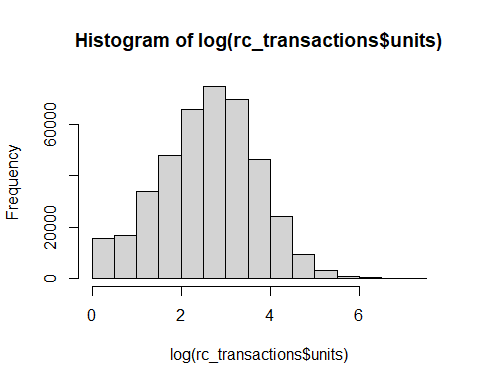 Histogram of log(rc_transactions$units)
Frequency
60000
20000
0
0 2 4 6
log(rc_transactions$units)